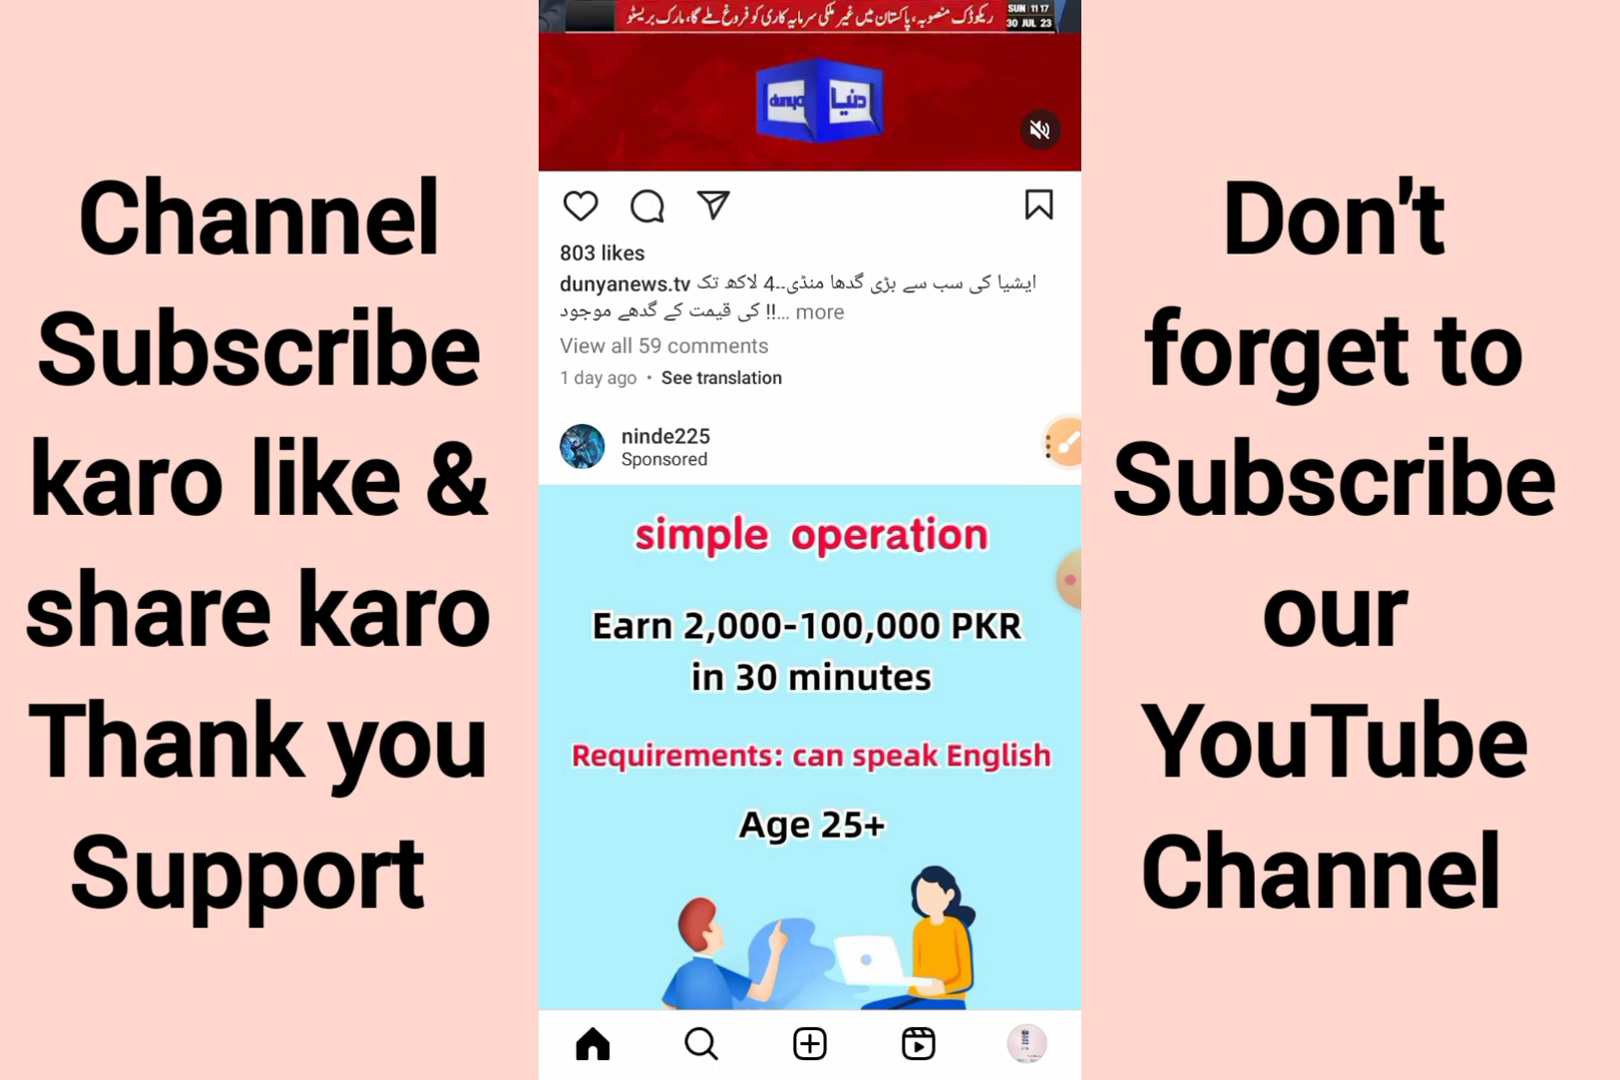 Channel
Subscribe
karo like &
share karo
Thank you
Support
ریکوڈک منصوبہ، پاکستان میں غیر ملکی سرمایہ کاری کو فروغ ملے گا، مارک بریسٹو
SUN 11 17
30 JUL 23
dunya
دنیا
803 likes
dunyanews.tv ایشیا کی سب سے بڑی گدھا منڈی۔۔4 لاکھ تک
کی قیمت کے گدھے موجود !!... more
View all 59 comments
1 day ago • See translation
ninde225
Sponsored
simple operation
Earn 2,000-100,000 PKR
in 30 minutes
Requirements: can speak English
Age 25+
Don't
forget to
Subscribe
our
YouTube
Channel